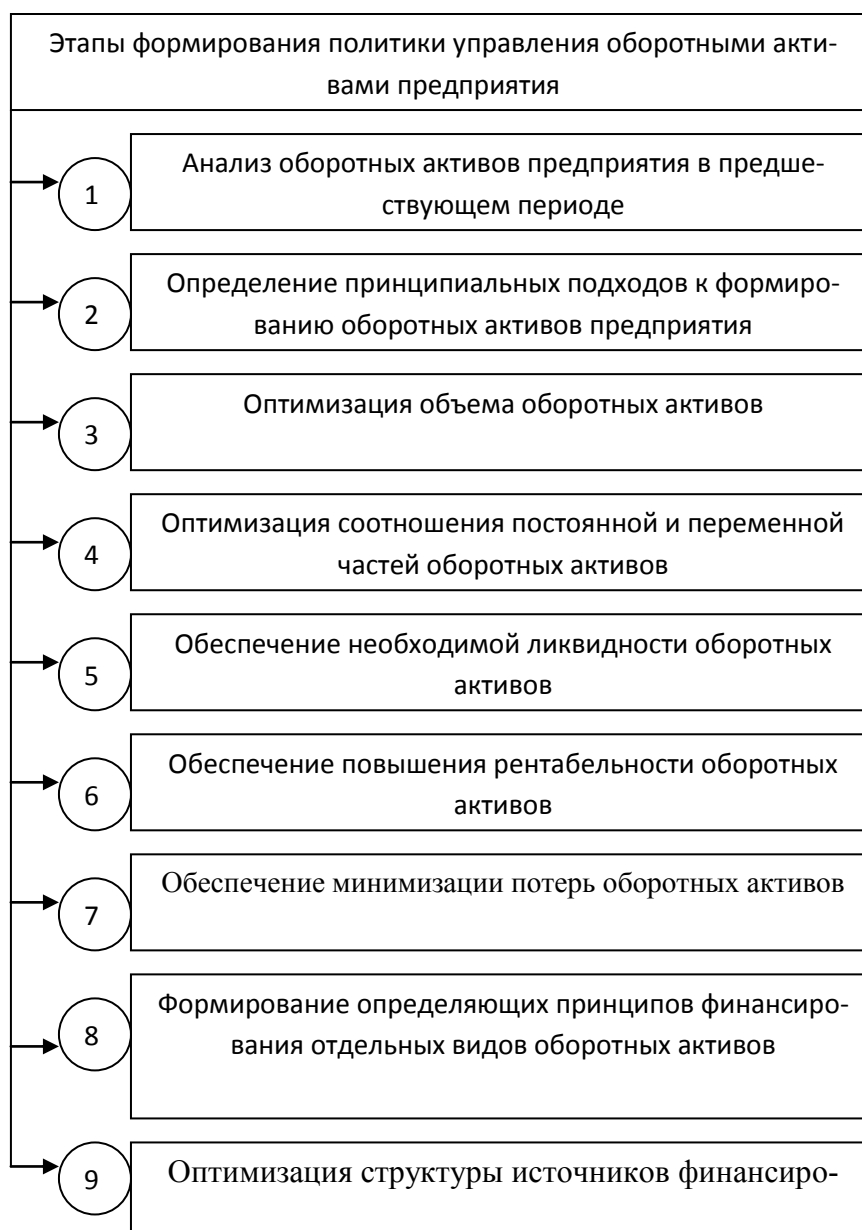 Этапы формирования политики управления оборотными акти-
вами предприятия
1
Анализ оборотных активов предприятия в предше-
ствующем периоде
2
Определение принципиальных подходов к формиро-
ванию оборотных активов предприятия
3
Оптимизация объема оборотных активов
4
Оптимизация соотношения постоянной и переменной
частей оборотных активов
5
Обеспечение необходимой ликвидности оборотных
активов
6
Обеспечение повышения рентабельности оборотных
активов
7
Обеспечение минимизации потерь оборотных активов
8
Формирование определяющих принципов финансиро-
вания отдельных видов оборотных активов
9
Оптимизация структуры источников финансиро-